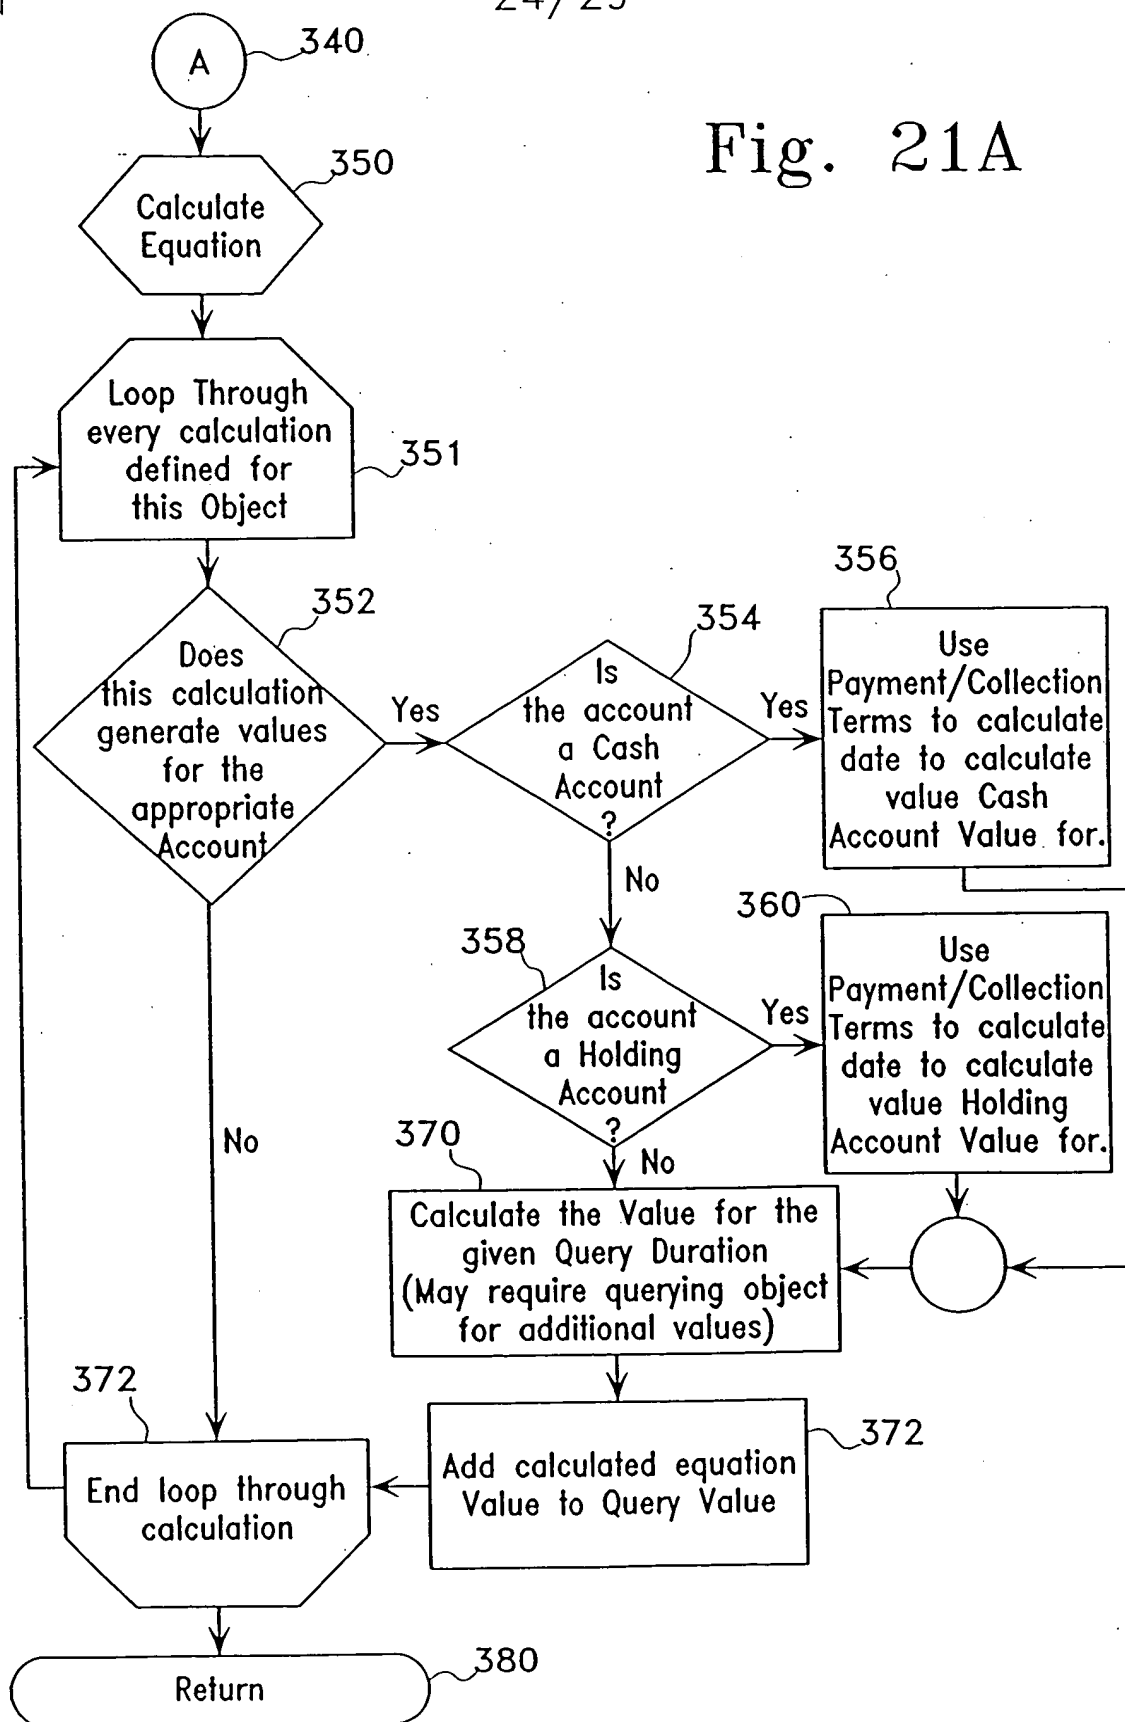 24/25
A
340
Fig. 21A
350
Calculate
Equation
Loop Through
every calculation
defined for
this Object
351
352
Does
this calculation
generate values
for the
appropriate
Account
Yes
354
Is
the account
a Cash
Account
?
Yes
356
Use
Payment/Collection
Terms to calculate
date to calculate
value Cash
Account Value for.
No
358
Is
the account
a Holding
Account
?
Yes
360
Use
Payment/Collection
Terms to calculate
date to calculate
value Holding
Account Value for.
No
No
370
Calculate the Value for the
given Query Duration
(May require querying object
for additional values)
372
Add calculated equation
Value to Query Value
372
End loop through
calculation
Return
380